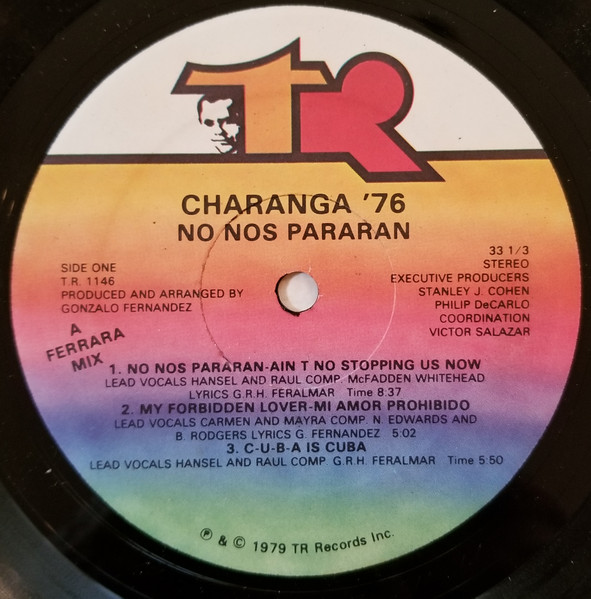 TR
CHARANGA '76
NO NOS PARARAN
SIDE ONE
T.R. 1146
PRODUCED AND ARRANGED BY
GONZALO FERNANDEZ
33 1/3
STEREO
EXECUTIVE PRODUCERS
STANLEY J. COHEN
PHILIP DeCARLO
COORDINATION
VICTOR SALAZAR
A
FERRARA
MIX
1. NO NOS PARARAN-AIN T NO STOPPING US NOW
LEAD VOCALS HANSEL AND RAUL COMP. McFADDEN WHITEHEAD
LYRICS G.R.H. FERALMAR Time 8:37
2. MY FORBIDDEN LOVER-MI AMOR PROHIBIDO
LEAD VOCALS CARMEN AND MAYRA COMP. N. EDWARDS AND
B. RODGERS LYRICS G. FERNANDEZ 5:02
3. C-U-B-A IS CUBA
LEAD VOCALS HANSEL AND RAUL COMP. G.R.H. FERALMAR Time 5:50
℗ & © 1979 TR Records Inc.